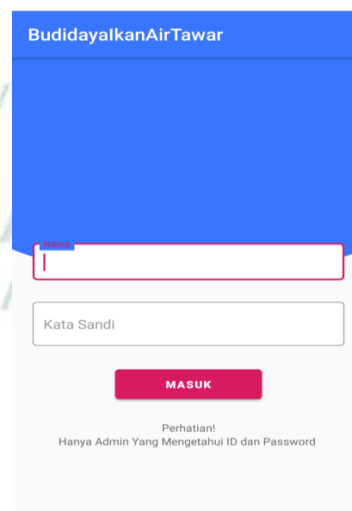 BudidayaIkanAirTawar
Nama
Kata Sandi
MASUK
Perhatian!
Hanya Admin Yang Mengetahui ID dan Password